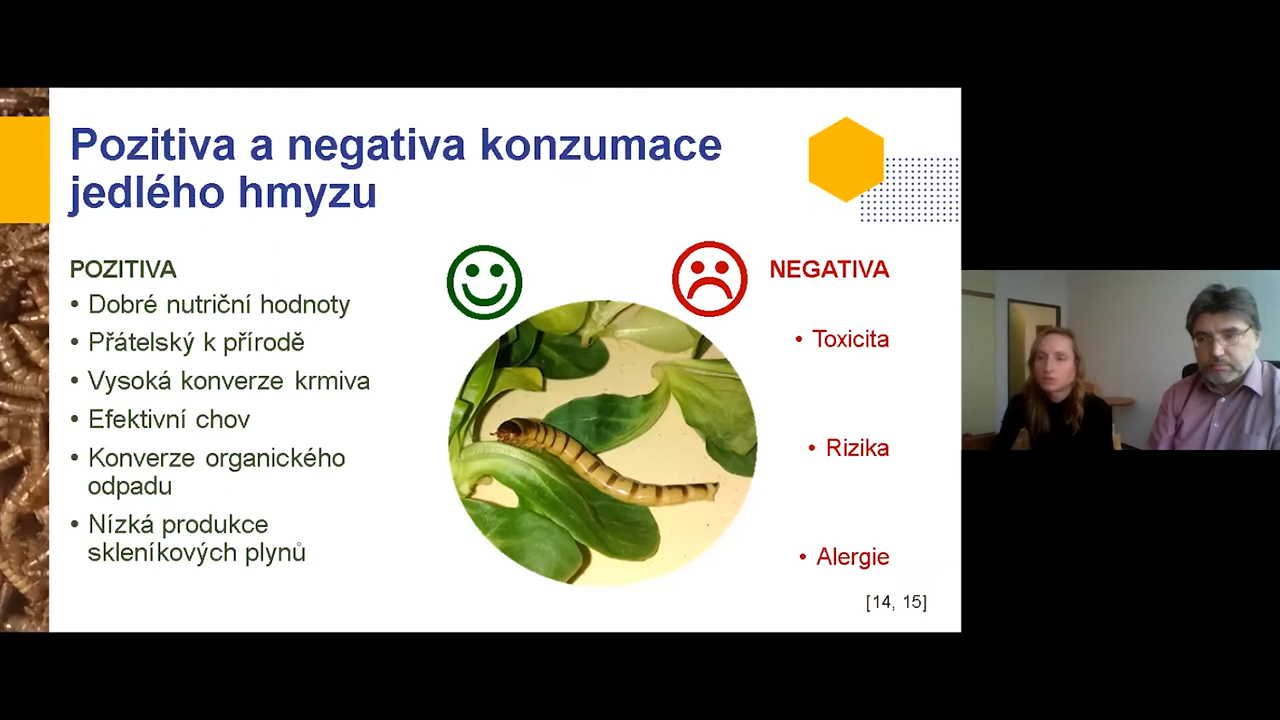 Pozitiva a negativa konzumace
jedlého hmyzu
POZITIVA
• Dobré nutriční hodnoty
• Přátelský k přírodě
• Vysoká konverze krmiva
• Efektivní chov
• Konverze organického
odpadu
• Nízká produkce
skleníkových plynů
NEGATIVA
• Toxicita
• Rizika
• Alergie
[14, 15]